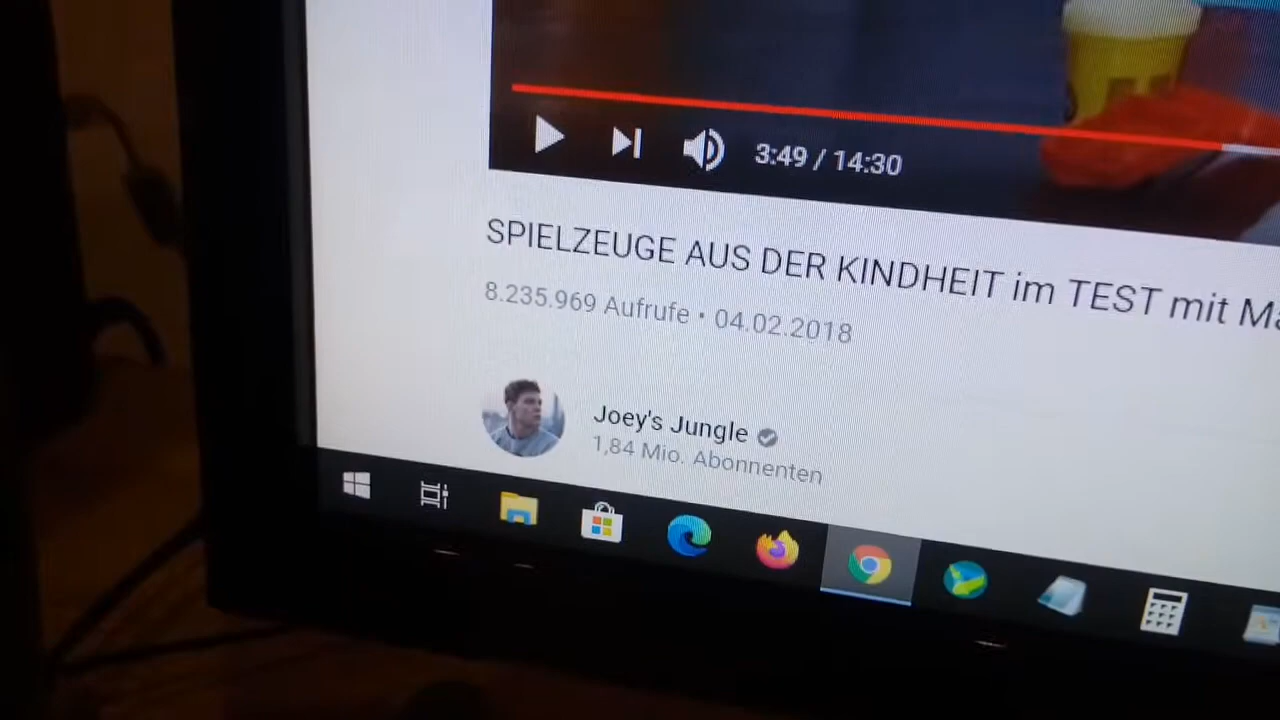 3:49 / 14:30
SPIELZEUGE AUS DER KINDHEIT im TEST mit
8.235.969 Aufrufe • 04.02.2018
Joey's Jungle
1,84 Mio. Abonnenten